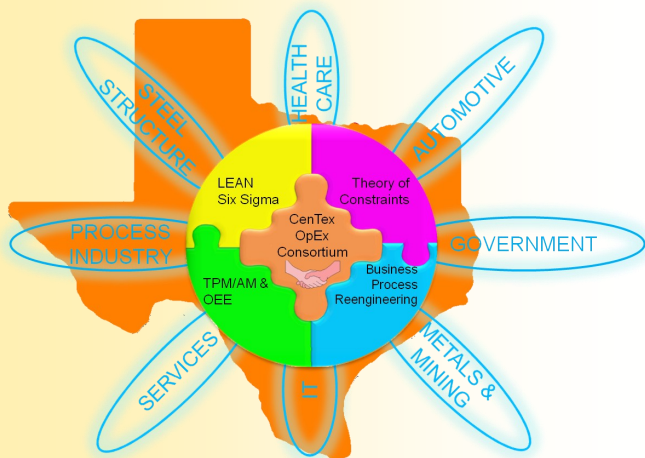 HEALTH
CARE
STEEL
STRUCTURE
AUTOMOTIVE
LEAN
Six Sigma
Theory of
Constraints
CenTex
OpEx
Consortium
PROCESS
INDUSTRY
GOVERNMENT
TPM/AM &
OEE
Business
Process
Reengineering
SERVICES
IT
METALS &
MINING